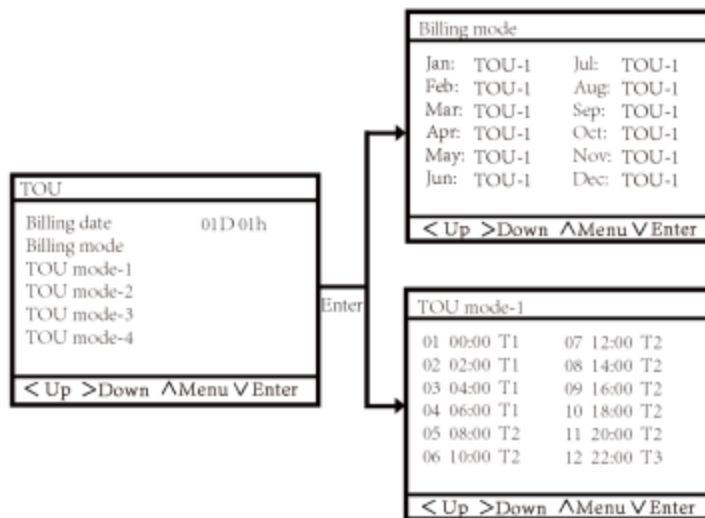 TOU
Billing date 01D 01h
Billing mode
TOU mode-1
TOU mode-2
TOU mode-3
TOU mode-4
< Up >Down ΛMenu V Enter
Enter
Billing mode
Jan: TOU-1 Jul: TOU-1
Feb: TOU-1 Aug: TOU-1
Mar: TOU-1 Sep: TOU-1
Apr: TOU-1 Oct: TOU-1
May: TOU-1 Nov: TOU-1
Jun: TOU-1 Dec: TOU-1
< Up >Down ΛMenu V Enter
TOU mode-1
01 00:00 T1 07 12:00 T2
02 02:00 T1 08 14:00 T2
03 04:00 T1 09 16:00 T2
04 06:00 T1 10 18:00 T2
05 08:00 T2 11 20:00 T2
06 10:00 T2 12 22:00 T3
< Up >Down ΛMenu V Enter